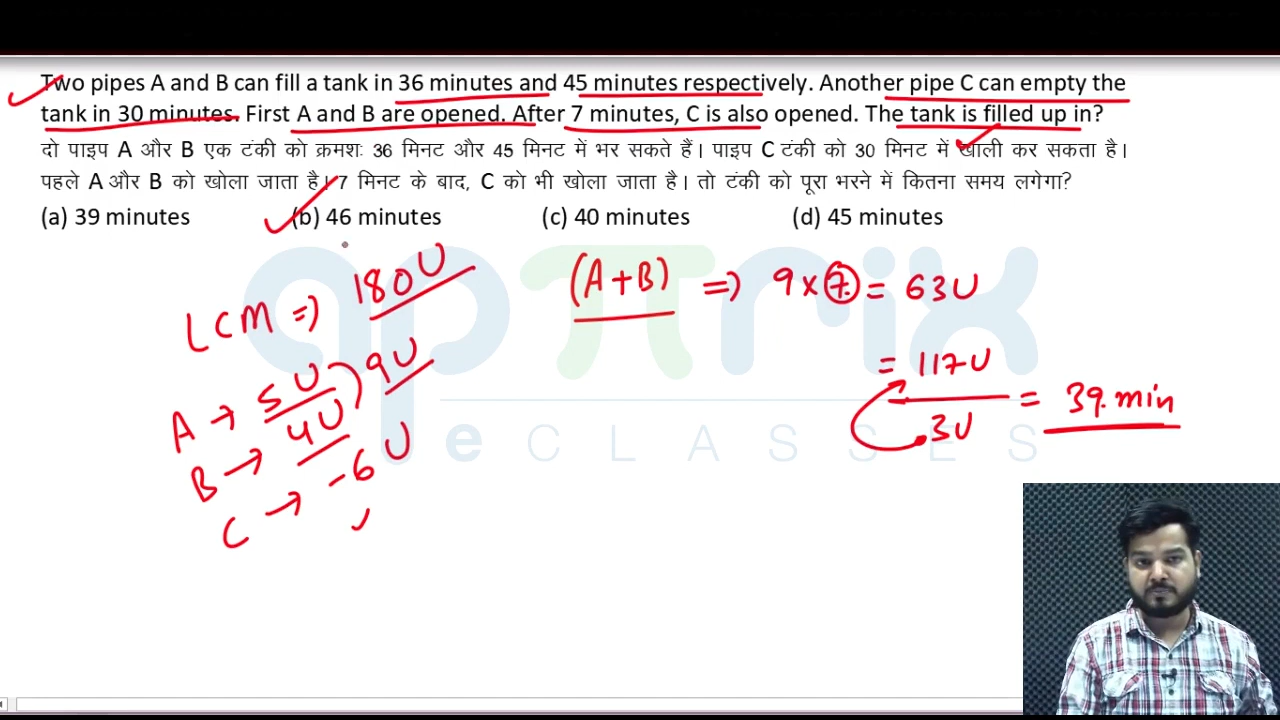 Two pipes A and B can fill a tank in 36 minutes and 45 minutes respectively. Another pipe C can empty the
tank in 30 minutes. First A and B are opened. After 7 minutes, C is also opened. The tank is filled up in?
दो पाइप A और B एक टंकी को क्रमशः 36 मिनट और 45 मिनट में भर सकते हैं। पाइप C टंकी को 30 मिनट में खाली कर सकता है।
पहले A और B को खोला जाता है। 7 मिनट के बाद, C को भी खोला जाता है। तो टंकी को पूरा भरने में कितना समय लगेगा?
(a) 39 minutes (b) 46 minutes (c) 40 minutes (d) 45 minutes
LCM ⇒ 180U
A → 5U) 9U
B → 4U
C → -6U
(A+B) ⇒ 9 × 7 = 63U
= 117U
3U
= 39 min
apπrix
e CLASSES